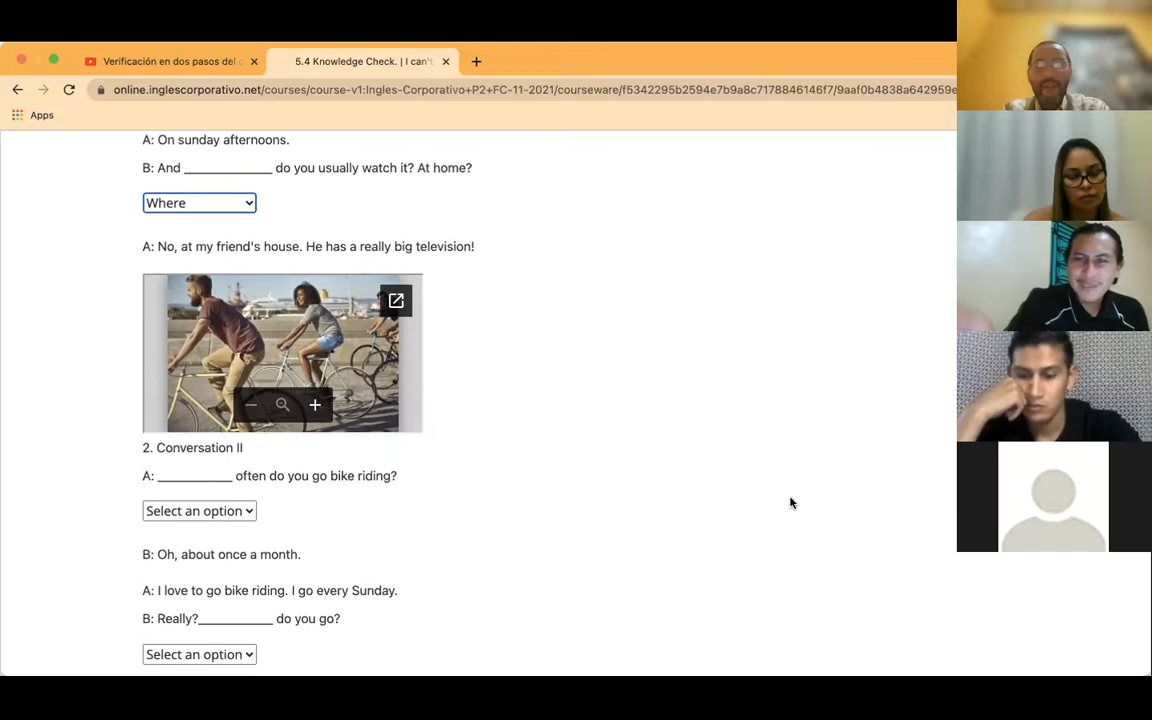 Verificación en dos pasos del
5.4 Knowledge Check. | I can't
online.inglescorporativo.net/courses/course-v1:Ingles-Corporativo+P2+FC-11-2021/courseware/f5342295b2594e7b9a8c7178846146f7/9aaf0b4838a642959e
Apps
A: On sunday afternoons.
B: And ____________ do you usually watch it? At home?
Where
A: No, at my friend's house. He has a really big television!
2. Conversation II
A: __________ often do you go bike riding?
Select an option
B: Oh, about once a month.
A: I love to go bike riding. I go every Sunday.
B: Really?__________ do you go?
Select an option